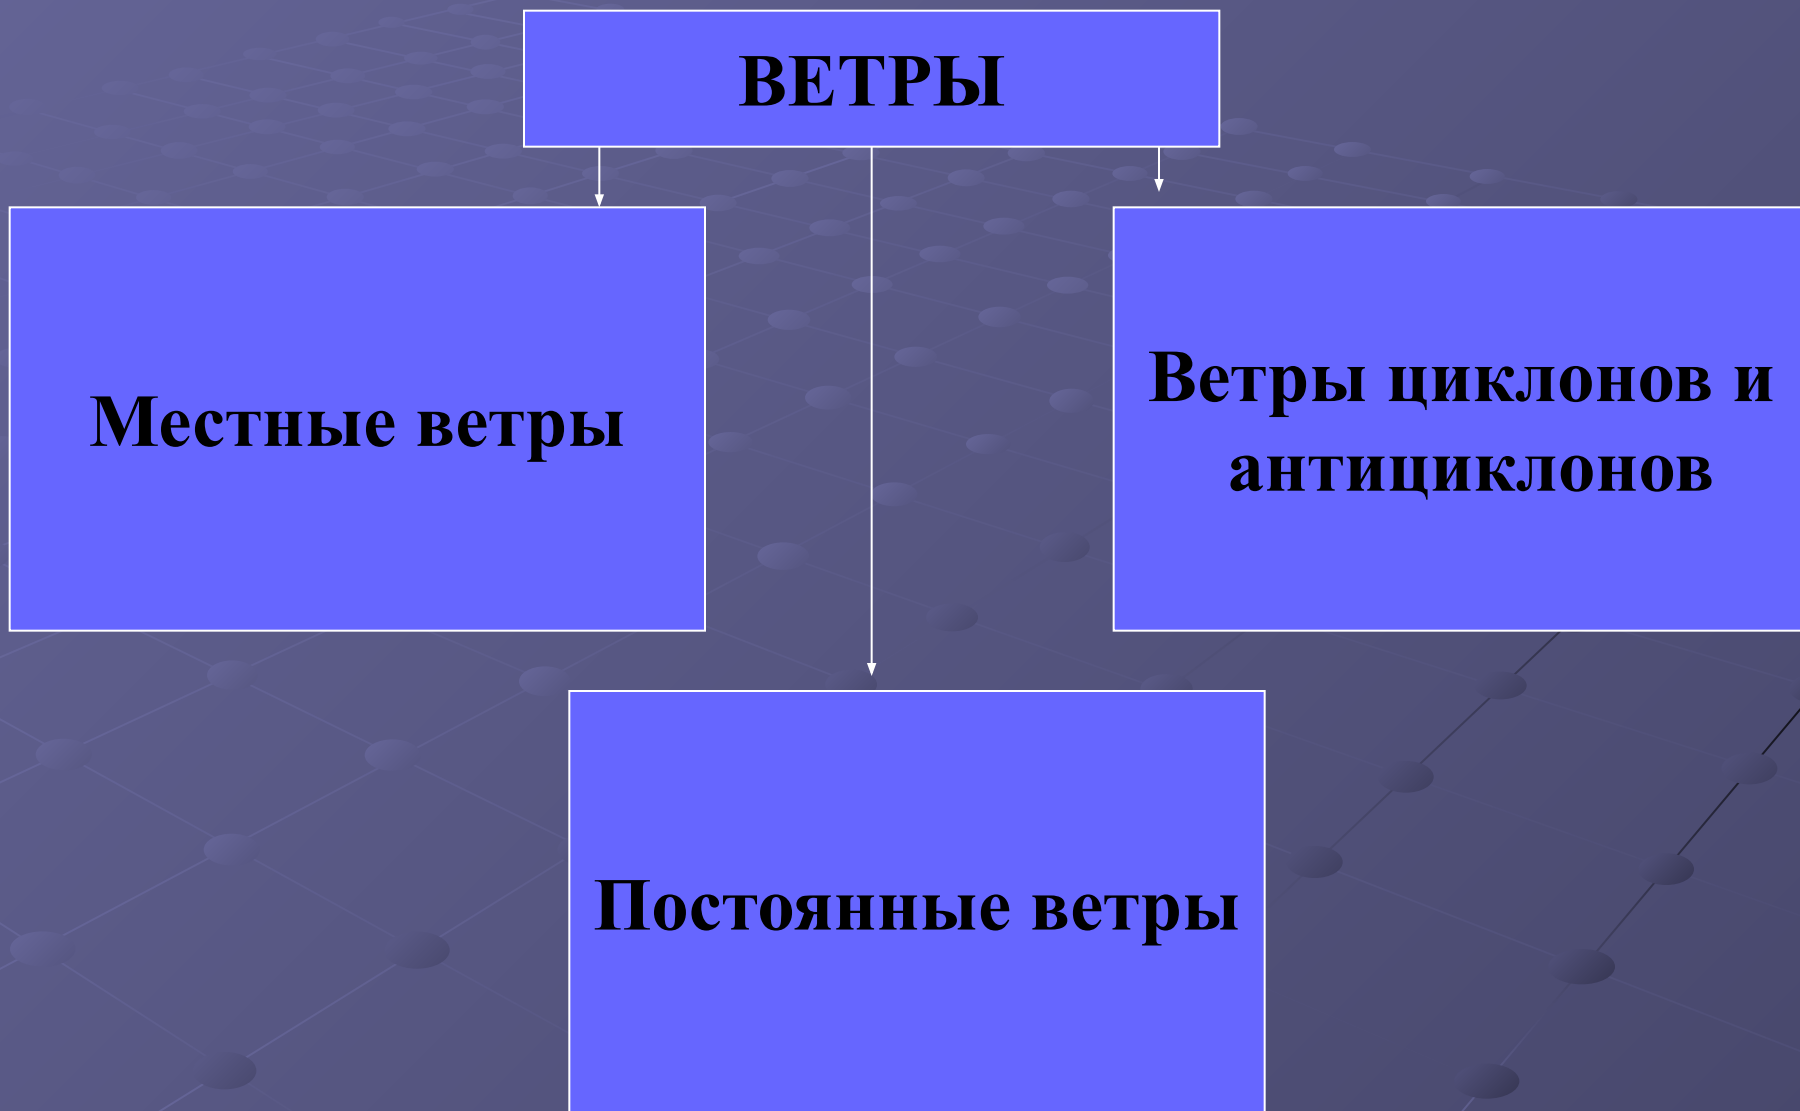 ВЕТРЫ
Местные ветры
Ветры циклонов и
антициклонов
Постоянные ветры